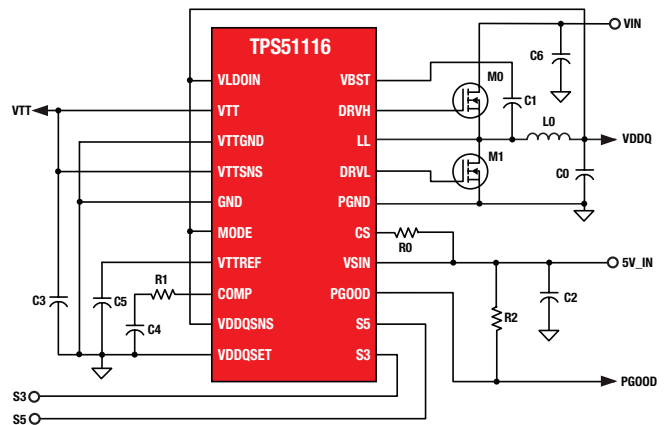 TPS51116
VIN
VLDOIN
VBST
M0
C6
VTT
VTT
DRVH
C1
VTTGND
LL
L0
VDDQ
VTTSNS
DRVL
M1
C0
GND
PGND
MODE
CS
R0
VTTREF
VSIN
5V_IN
R1
COMP
PGOOD
C3
C5
C4
R2
C2
VDDQSNS
S5
VDDQSET
S3
PGOOD
S3
S5